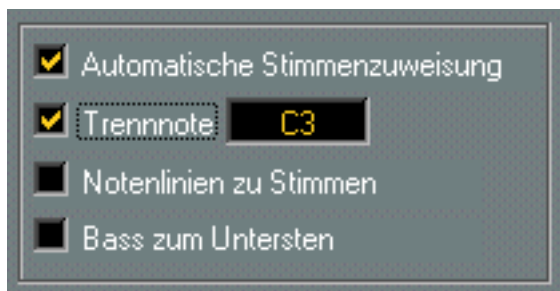 Automatische Stimmenzuweisung
Trennnote C3
Notenlinien zu Stimmen
Bass zum Untersten